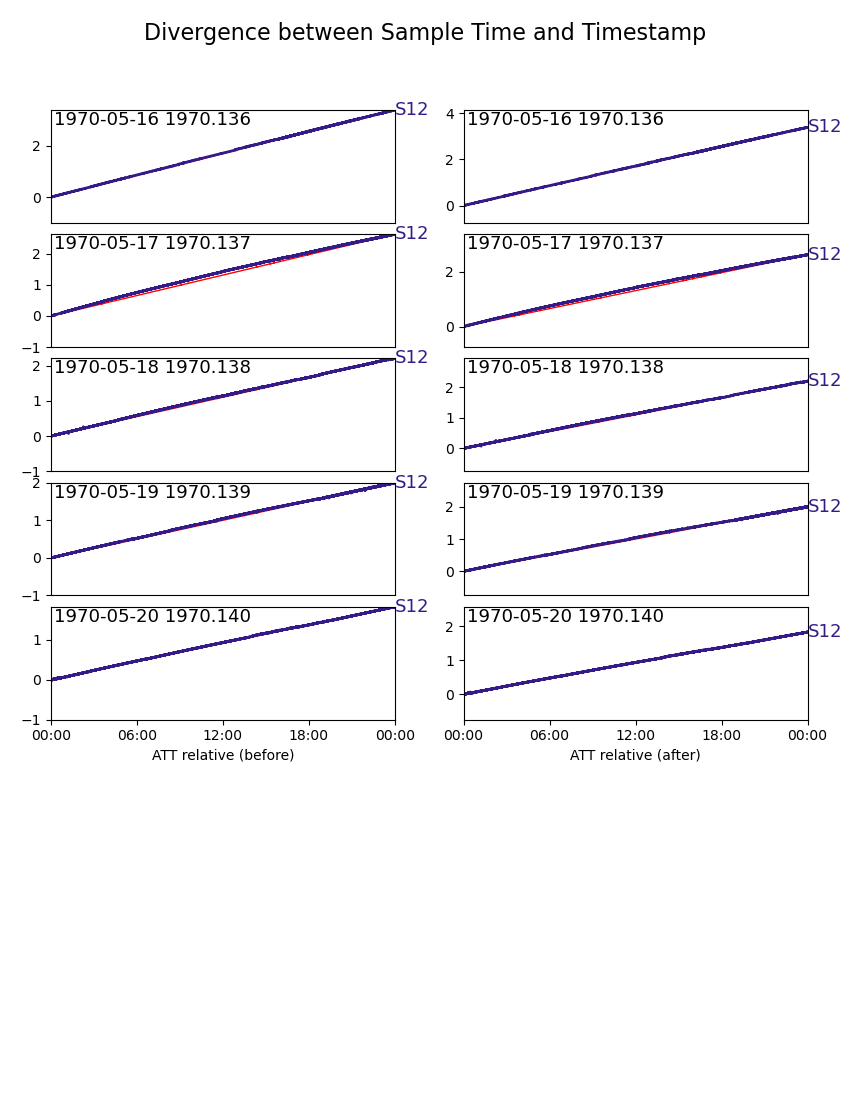 Divergence between Sample Time and Timestamp
1970-05-16 1970.136
S12
2
0
1970-05-16 1970.136
S12
4
2
0
1970-05-17 1970.137
S12
2
1
0
−1
1970-05-17 1970.137
S12
2
0
1970-05-18 1970.138
S12
2
1
0
−1
1970-05-18 1970.138
S12
2
1
0
1970-05-19 1970.139
S12
2
1
0
−1
1970-05-19 1970.139
S12
2
1
0
1970-05-20 1970.140
S12
1
0
−1
00:00 06:00 12:00 18:00 00:00
ATT relative (before)
1970-05-20 1970.140
S12
2
1
0
00:00 06:00 12:00 18:00 00:00
ATT relative (after)